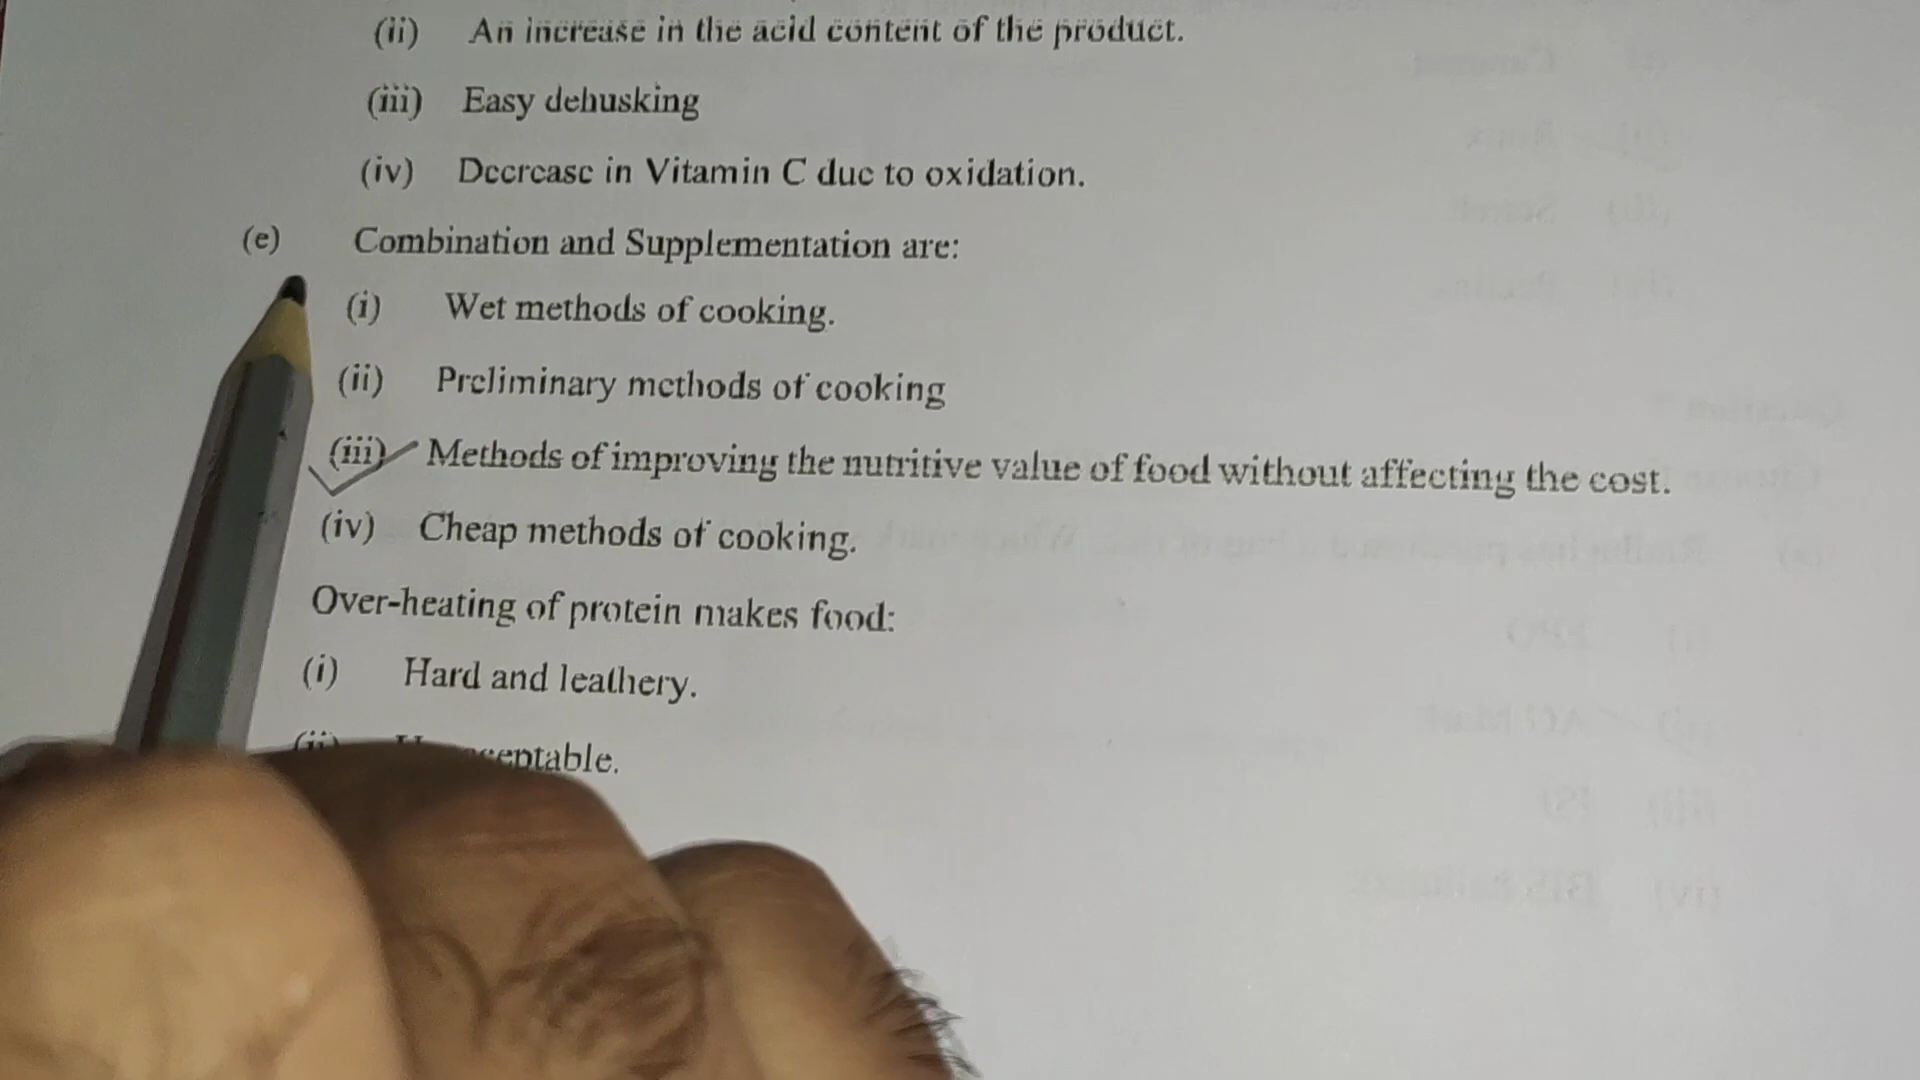 (ii) An increase in the acid content of the product.
(iii) Easy dehusking
(iv) Decrease in Vitamin C due to oxidation.
(e) Combination and Supplementation are:
(i) Wet methods of cooking.
(ii) Preliminary methods of cooking
(iii) Methods of improving the nutritive value of food without affecting the cost.
(iv) Cheap methods of cooking.
Over-heating of protein makes food:
(i) Hard and leathery.
(ii)